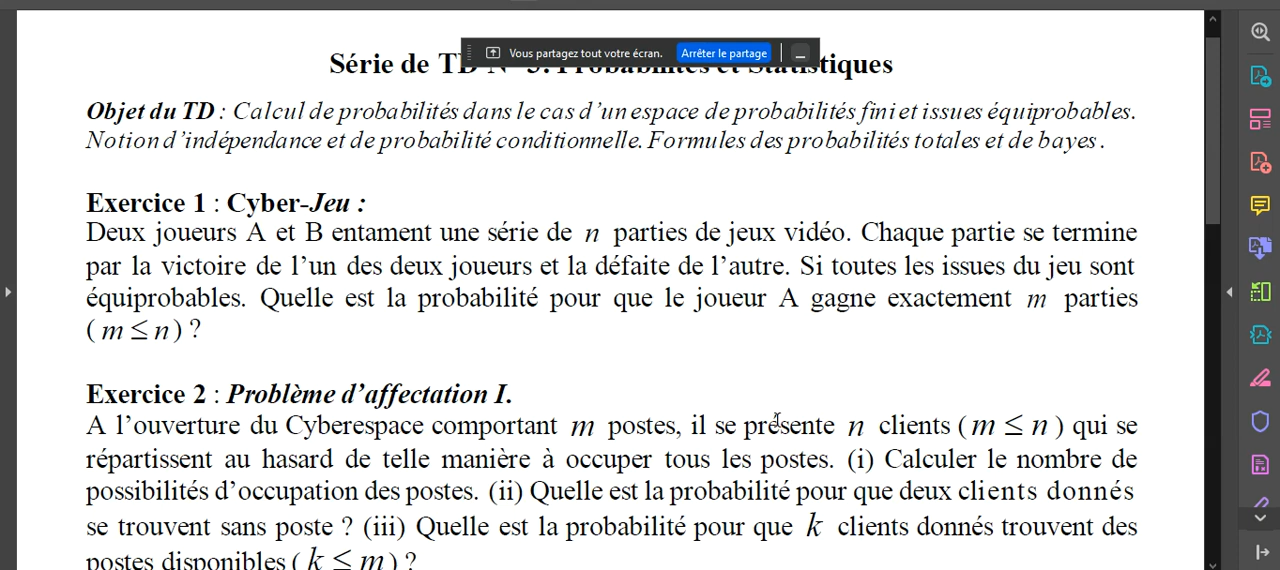 Vous partagez tout votre écran. Arrêter le partage
Série de TD N° 3: Probabilités et Statistiques
Objet du TD : Calcul de probabilités dans le cas d'un espace de probabilités fini et issues équiprobables.
Notion d'indépendance et de probabilité conditionnelle. Formules des probabilités totales et de bayes.
Exercice 1 : Cyber-Jeu :
Deux joueurs A et B entament une série de n parties de jeux vidéo. Chaque partie se termine
par la victoire de l'un des deux joueurs et la défaite de l'autre. Si toutes les issues du jeu sont
équiprobables. Quelle est la probabilité pour que le joueur A gagne exactement m parties
( m ≤ n ) ?
Exercice 2 : Problème d'affectation I.
A l'ouverture du Cyberespace comportant m postes, il se présente n clients ( m ≤ n ) qui se
répartissent au hasard de telle manière à occuper tous les postes. (i) Calculer le nombre de
possibilités d'occupation des postes. (ii) Quelle est la probabilité pour que deux clients donnés
se trouvent sans poste ? (iii) Quelle est la probabilité pour que k clients donnés trouvent des
postes disponibles ( k ≤ m ) ?